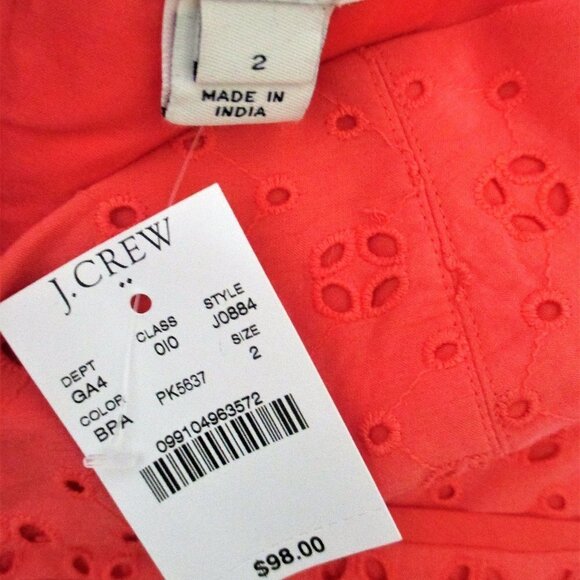 2
MADE IN
INDIA
J.CREW
DEPT CLASS STYLE
GA4 010 J0884
COLOR SIZE
BPA PK5637 2
099104963572
$98.00